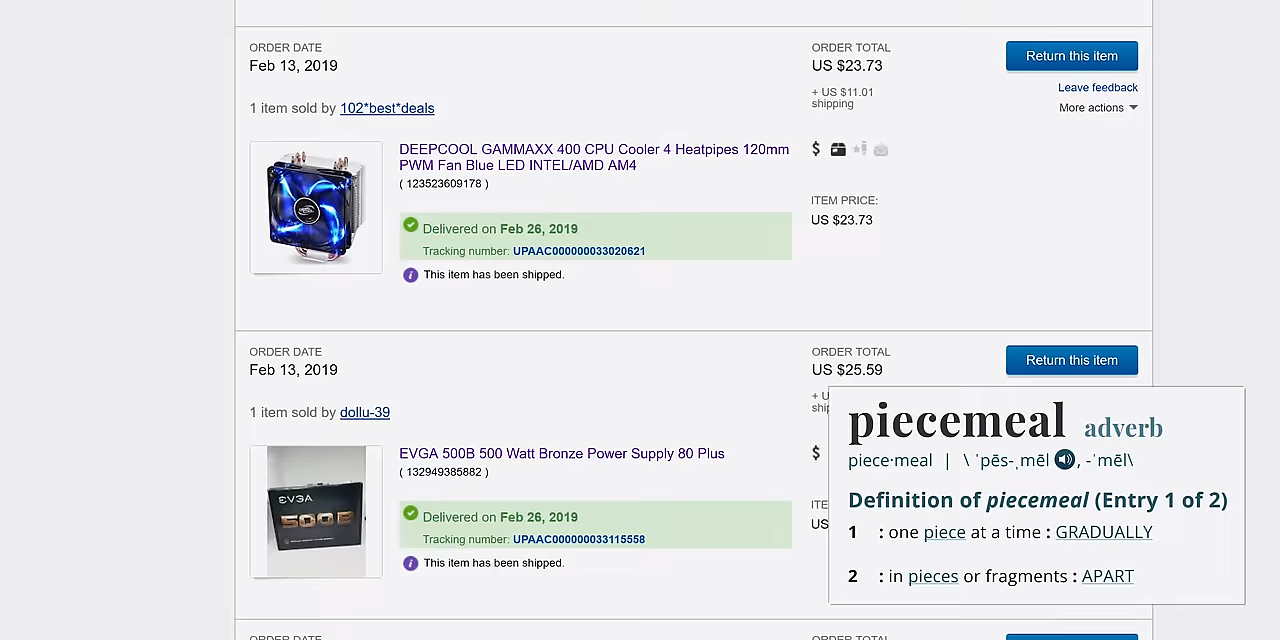 ORDER DATE
Feb 13, 2019
ORDER TOTAL
US $23.73
Return this item
+ US $11.01
shipping
Leave feedback
More actions
1 item sold by 102*best*deals
DEEPCOOL GAMMAXX 400 CPU Cooler 4 Heatpipes 120mm
PWM Fan Blue LED INTEL/AMD AM4
( 123523609178 )
$
ITEM PRICE:
US $23.73
Delivered on Feb 26, 2019
Tracking number: UPAAC000000033020621
This item has been shipped.
ORDER DATE
Feb 13, 2019
ORDER TOTAL
US $25.59
Return this item
+ U
ship
1 item sold by dollu-39
EVGA 500B 500 Watt Bronze Power Supply 80 Plus
( 132949385882 )
$
ITE
US
EVGA
500B
Delivered on Feb 26, 2019
Tracking number: UPAAC000000033115558
This item has been shipped.
piecemeal adverb
piece·meal | \ ˈpēs-ˌmēl , -ˈmēl\
Definition of piecemeal (Entry 1 of 2)
1 : one piece at a time : GRADUALLY
2 : in pieces or fragments : APART
ORDER DATE
ORDER TOTAL